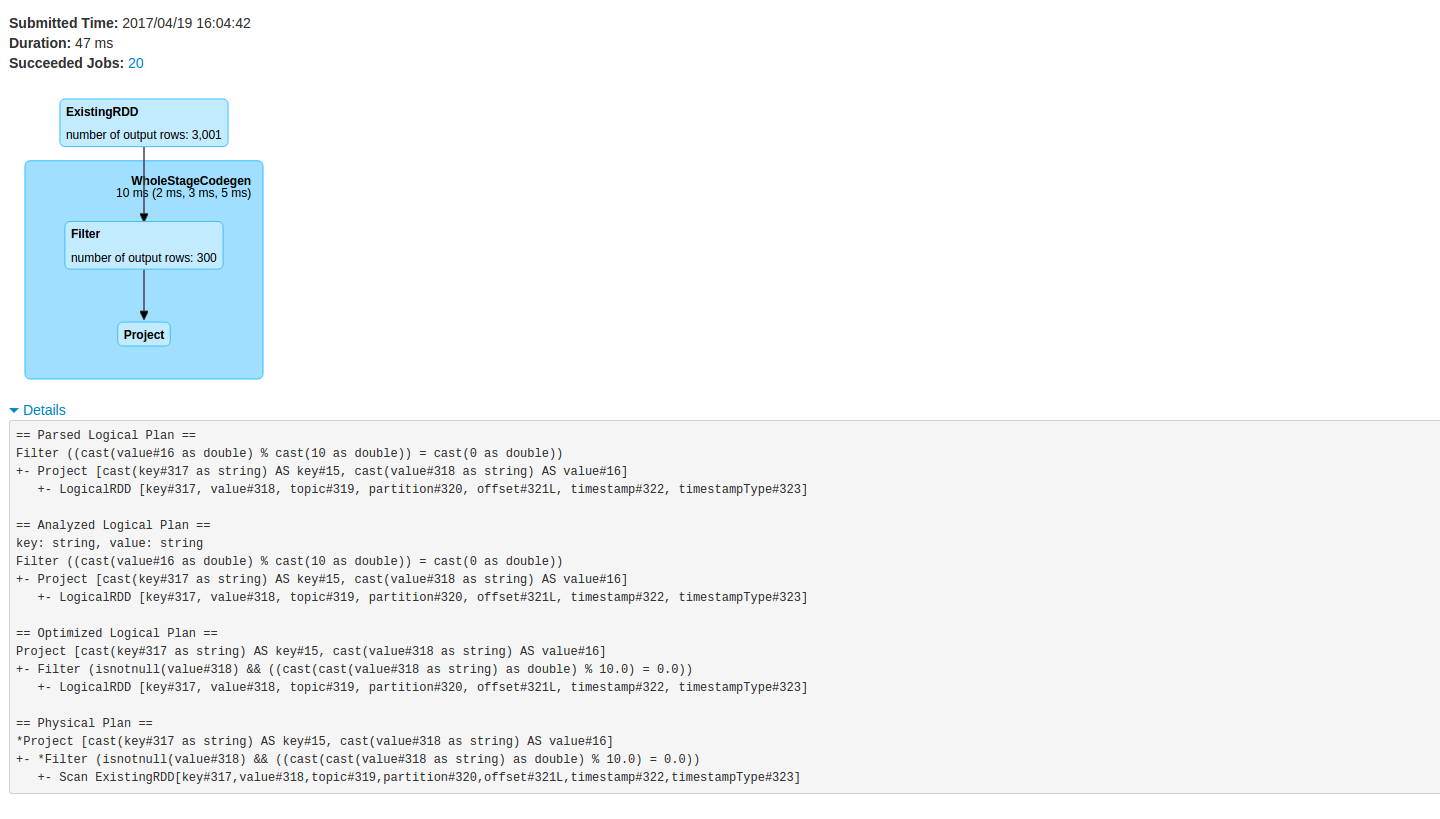 Submitted Time: 2017/04/19 16:04:42
Duration: 47 ms
Succeeded Jobs: 20
ExistingRDD
number of output rows: 3,001
WholeStageCodegen
10 ms (2 ms, 3 ms, 5 ms)
Filter
number of output rows: 300
Project
Details
== Parsed Logical Plan ==
Filter ((cast(value#16 as double) % cast(10 as double)) = cast(0 as double))
+- Project [cast(key#317 as string) AS key#15, cast(value#318 as string) AS value#16]
   +- LogicalRDD [key#317, value#318, topic#319, partition#320, offset#321L, timestamp#322, timestampType#323]

== Analyzed Logical Plan ==
key: string, value: string
Filter ((cast(value#16 as double) % cast(10 as double)) = cast(0 as double))
+- Project [cast(key#317 as string) AS key#15, cast(value#318 as string) AS value#16]
   +- LogicalRDD [key#317, value#318, topic#319, partition#320, offset#321L, timestamp#322, timestampType#323]

== Optimized Logical Plan ==
Project [cast(key#317 as string) AS key#15, cast(value#318 as string) AS value#16]
+- Filter (isnotnull(value#318) && ((cast(cast(value#318 as string) as double) % 10.0) = 0.0))
   +- LogicalRDD [key#317, value#318, topic#319, partition#320, offset#321L, timestamp#322, timestampType#323]

== Physical Plan ==
*Project [cast(key#317 as string) AS key#15, cast(value#318 as string) AS value#16]
+- *Filter (isnotnull(value#318) && ((cast(cast(value#318 as string) as double) % 10.0) = 0.0))
   +- Scan ExistingRDD[key#317,value#318,topic#319,partition#320,offset#321L,timestamp#322,timestampType#323]